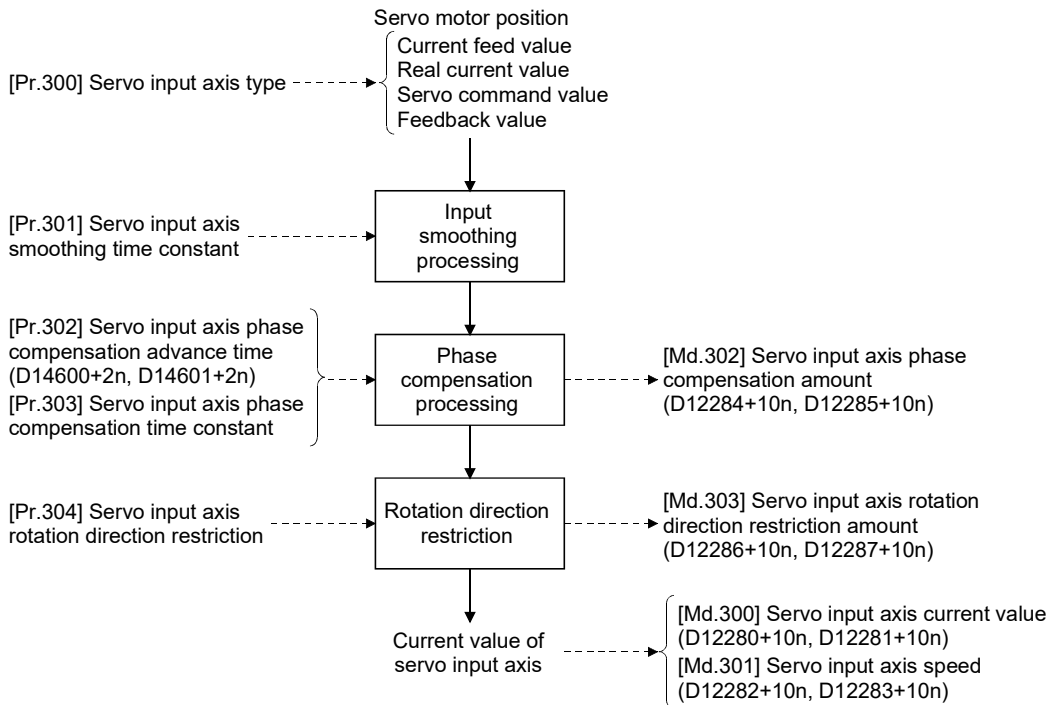 Servo motor position
Current feed value
Real current value
Servo command value
Feedback value
[Pr.300] Servo input axis type
[Pr.301] Servo input axis
smoothing time constant
Input
smoothing
processing
[Pr.302] Servo input axis phase
compensation advance time
(D14600+2n, D14601+2n)
[Pr.303] Servo input axis phase
compensation time constant
Phase
compensation
processing
[Md.302] Servo input axis phase
compensation amount
(D12284+10n, D12285+10n)
[Pr.304] Servo input axis
rotation direction restriction
Rotation direction
restriction
[Md.303] Servo input axis rotation
direction restriction amount
(D12286+10n, D12287+10n)
Current value of
servo input axis
[Md.300] Servo input axis current value
(D12280+10n, D12281+10n)
[Md.301] Servo input axis speed
(D12282+10n, D12283+10n)